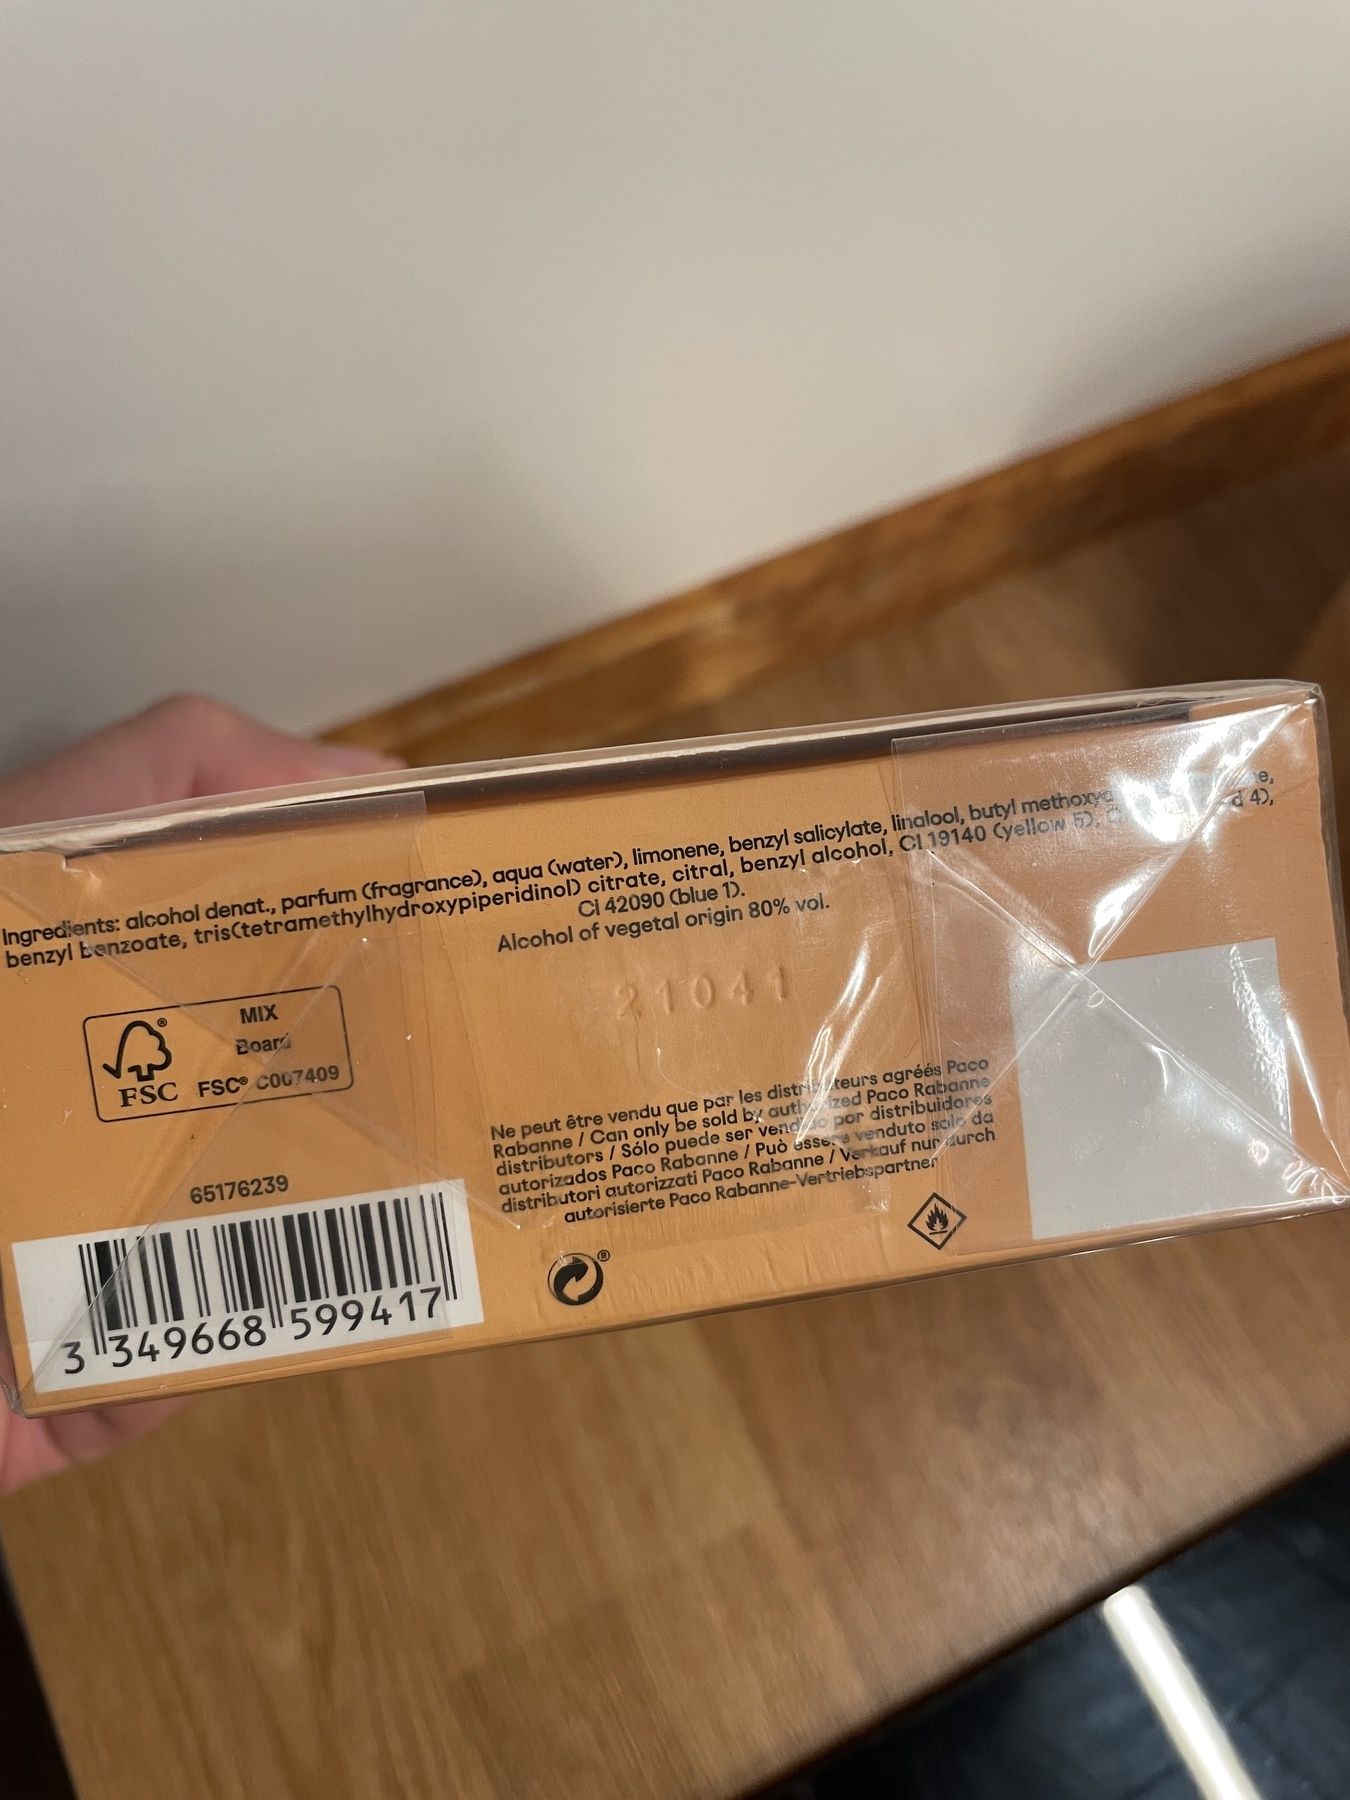 Ingredients: alcohol denat., parfum (fragrance), aqua (water), limonene, benzyl salicylate, linalool, butyl
benzyl benzoate, tris(tetramethylhydroxypiperidinol) citrate, citral, benzyl alcohol, CI 19140 (yellow 5), 4),
CI 42090 (blue 1).
Alcohol of vegetal origin 80% vol.
21041
MIX
Board
FSC® C007409
FSC®
Ne peut être vendu que par les distributeurs agréés Paco
Rabanne / Can only be sold by authorized Paco Rabanne
distributors / Sólo puede ser vendido por distribuidores
autorizados Paco Rabanne / Può essere venduto solo da
distributori autorizzati Paco Rabanne / Verkauf nur durch
autorisierte Paco Rabanne-Vertriebspartner
65176239
3 349668 599417